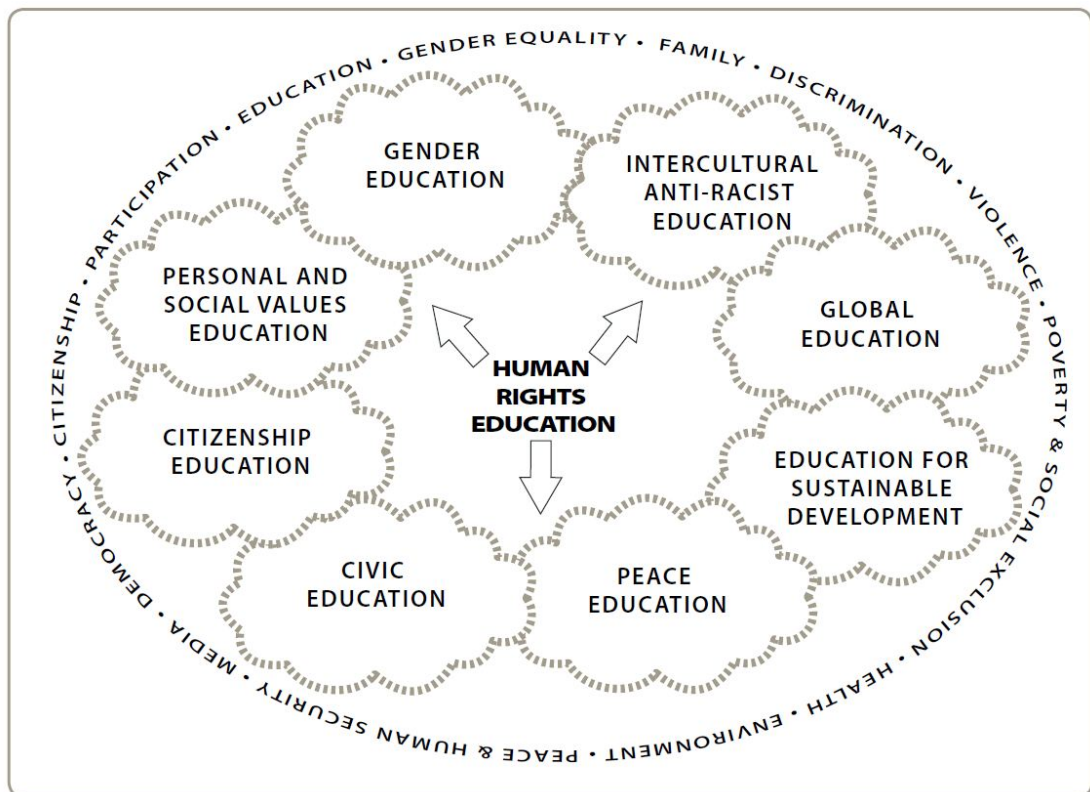 CITIZENSHIP • PARTICIPATION • EDUCATION • GENDER EQUALITY • FAMILY • DISCRIMINATION • VIOLENCE • POVERTY & SOCIAL EXCLUSION • HEALTH • ENVIRONMENT • PEACE & HUMAN SECURITY • MEDIA • DEMOCRACY •
GENDER
EDUCATION
INTERCULTURAL
ANTI-RACIST
EDUCATION
PERSONAL AND
SOCIAL VALUES
EDUCATION
GLOBAL
EDUCATION
HUMAN
RIGHTS
EDUCATION
CITIZENSHIP
EDUCATION
EDUCATION FOR
SUSTAINABLE
DEVELOPMENT
CIVIC
EDUCATION
PEACE
EDUCATION